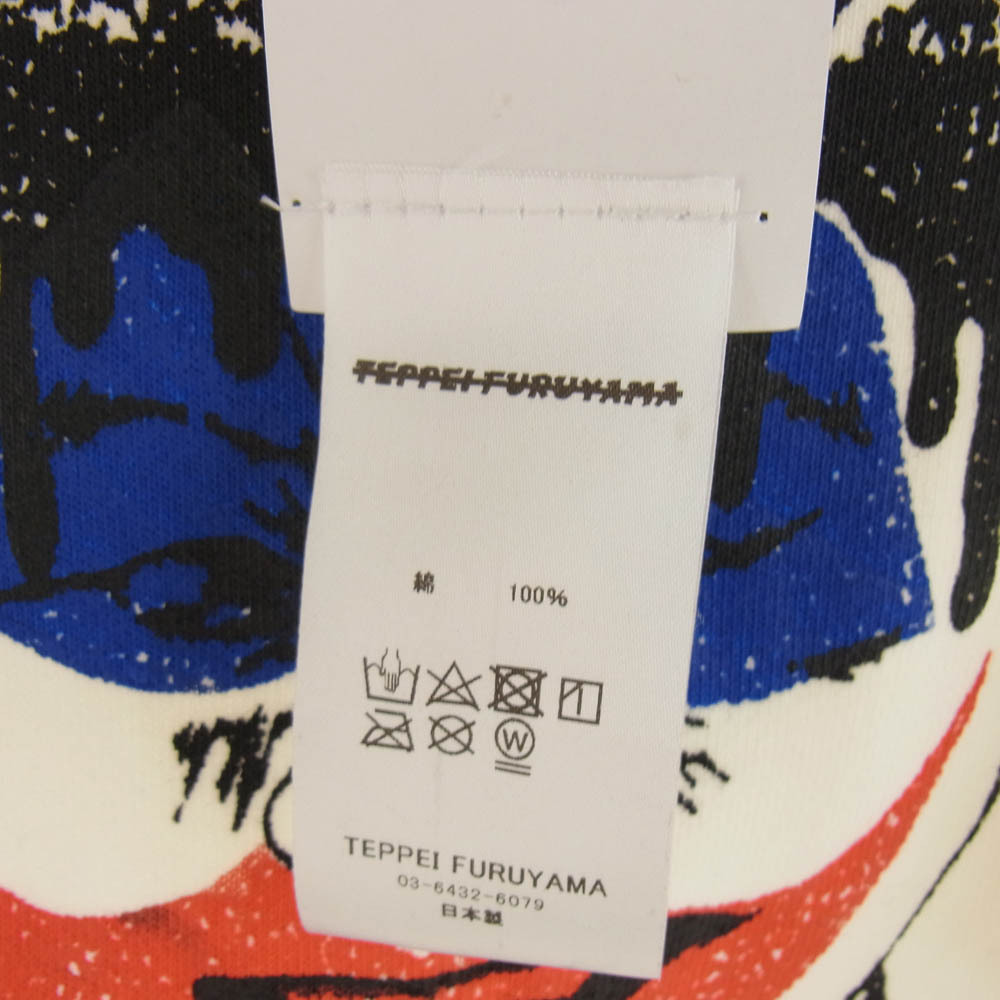 TEPPEI FURUYAMA
綿 100%
W
TEPPEI FURUYAMA
03-6432-6079
日本製